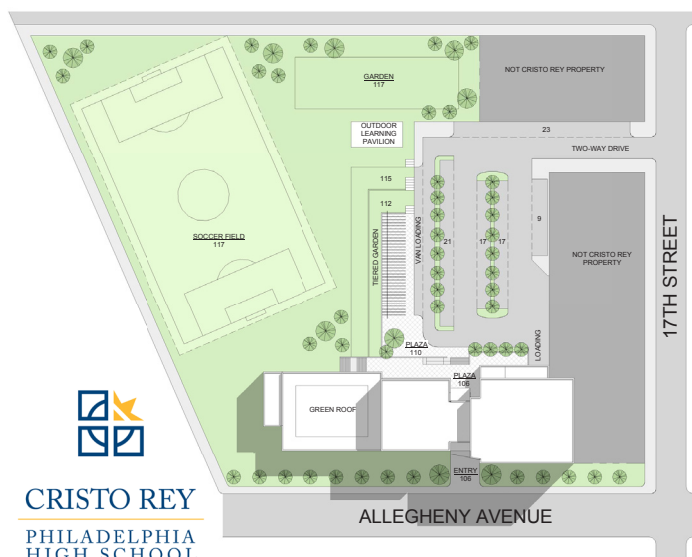 NOT CRISTO REY PROPERTY
GARDEN
117
OUTDOOR
LEARNING
PAVILION
23
TWO-WAY DRIVE
115
112
TIERED GARDEN
VAN LOADING
21
17
17
9
SOCCER FIELD
117
NOT CRISTO REY
PROPERTY
17TH STREET
LOADING
PLAZA
110
PLAZA
106
GREEN ROOF
ENTRY
106
ALLEGHENY AVENUE
CRISTO REY
PHILADELPHIA
HIGH SCHOOL